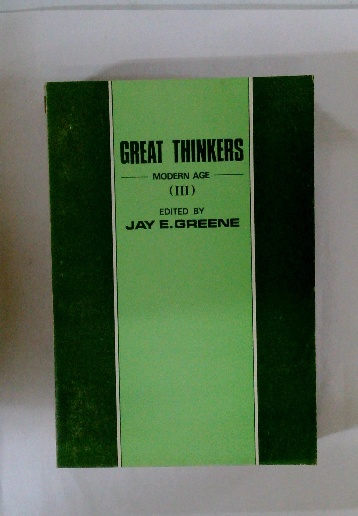 GREAT THINKERS
MODERN AGE
(III)
EDITED BY
JAY E. GREENE